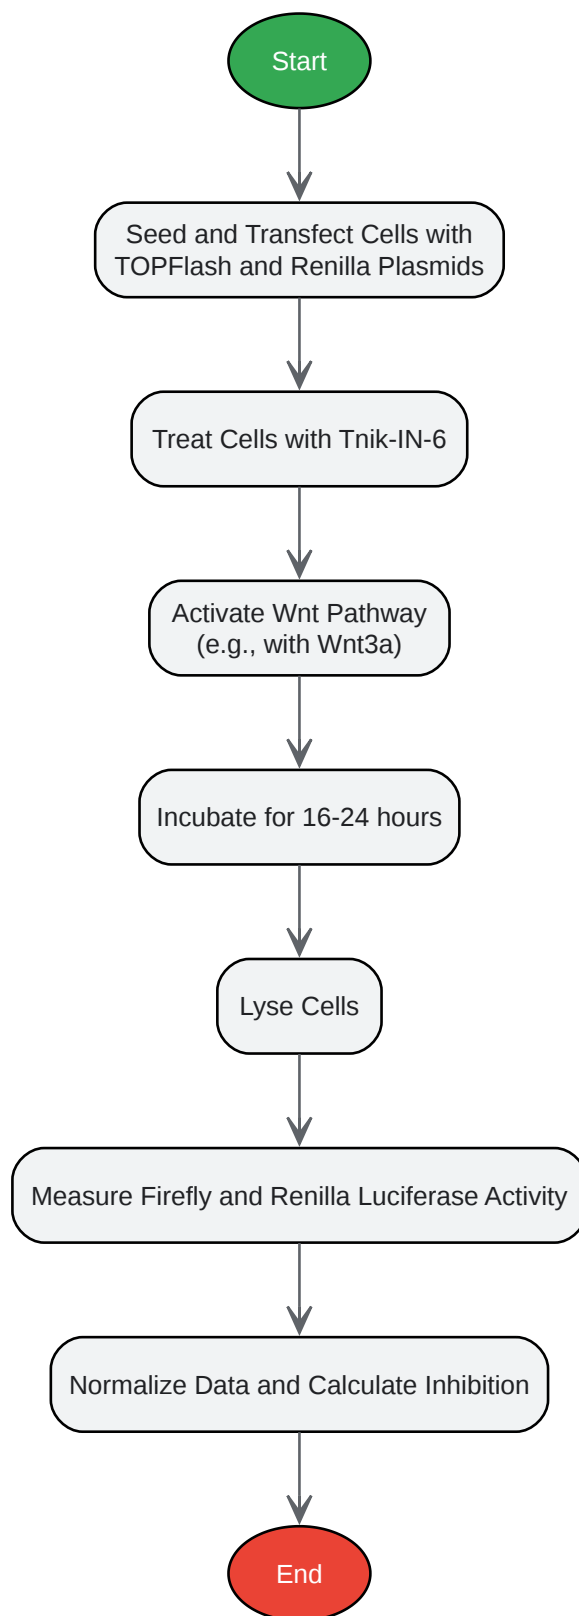 Start
Seed and Transfect Cells with
TOPFlash and Renilla Plasmids
Treat Cells with Tnik-IN-6
Activate Wnt Pathway
(e.g., with Wnt3a)
Incubate for 16-24 hours
Lyse Cells
Measure Firefly and Renilla Luciferase Activity
Normalize Data and Calculate Inhibition
End